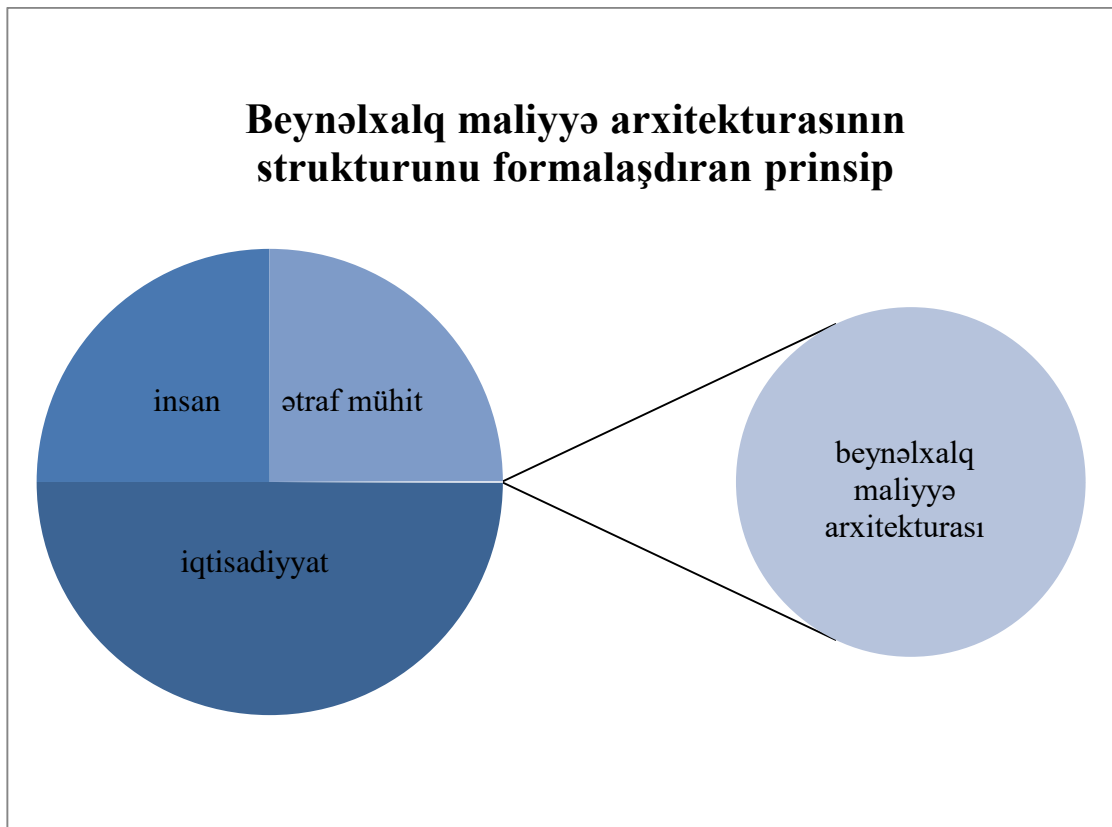 Beynəlxalq maliyyə arxitekturasının
strukturunu formalaşdıran prinsip
insan
ətraf mühit
iqtisadiyyat
beynəlxalq
maliyyə
arxitekturası